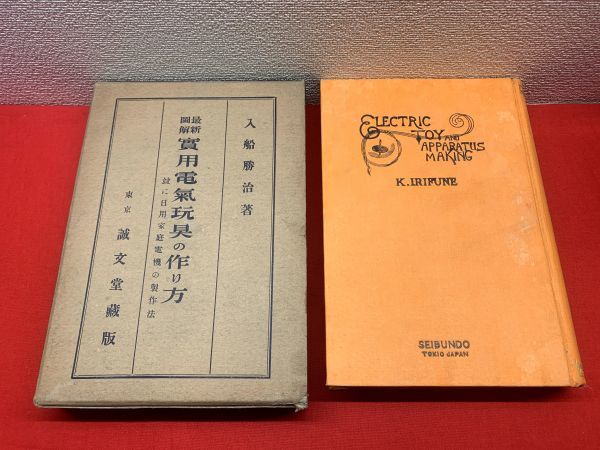 入船勝治著
最新
圖解
實用電氣玩具の作り方
並に日用家庭電機の製作法
東京 誠文堂藏版
ELECTRIC
TOY AND
APPARATUS
MAKING
K. IRIFUNE
SEIBUNDO
TOKIO JAPAN